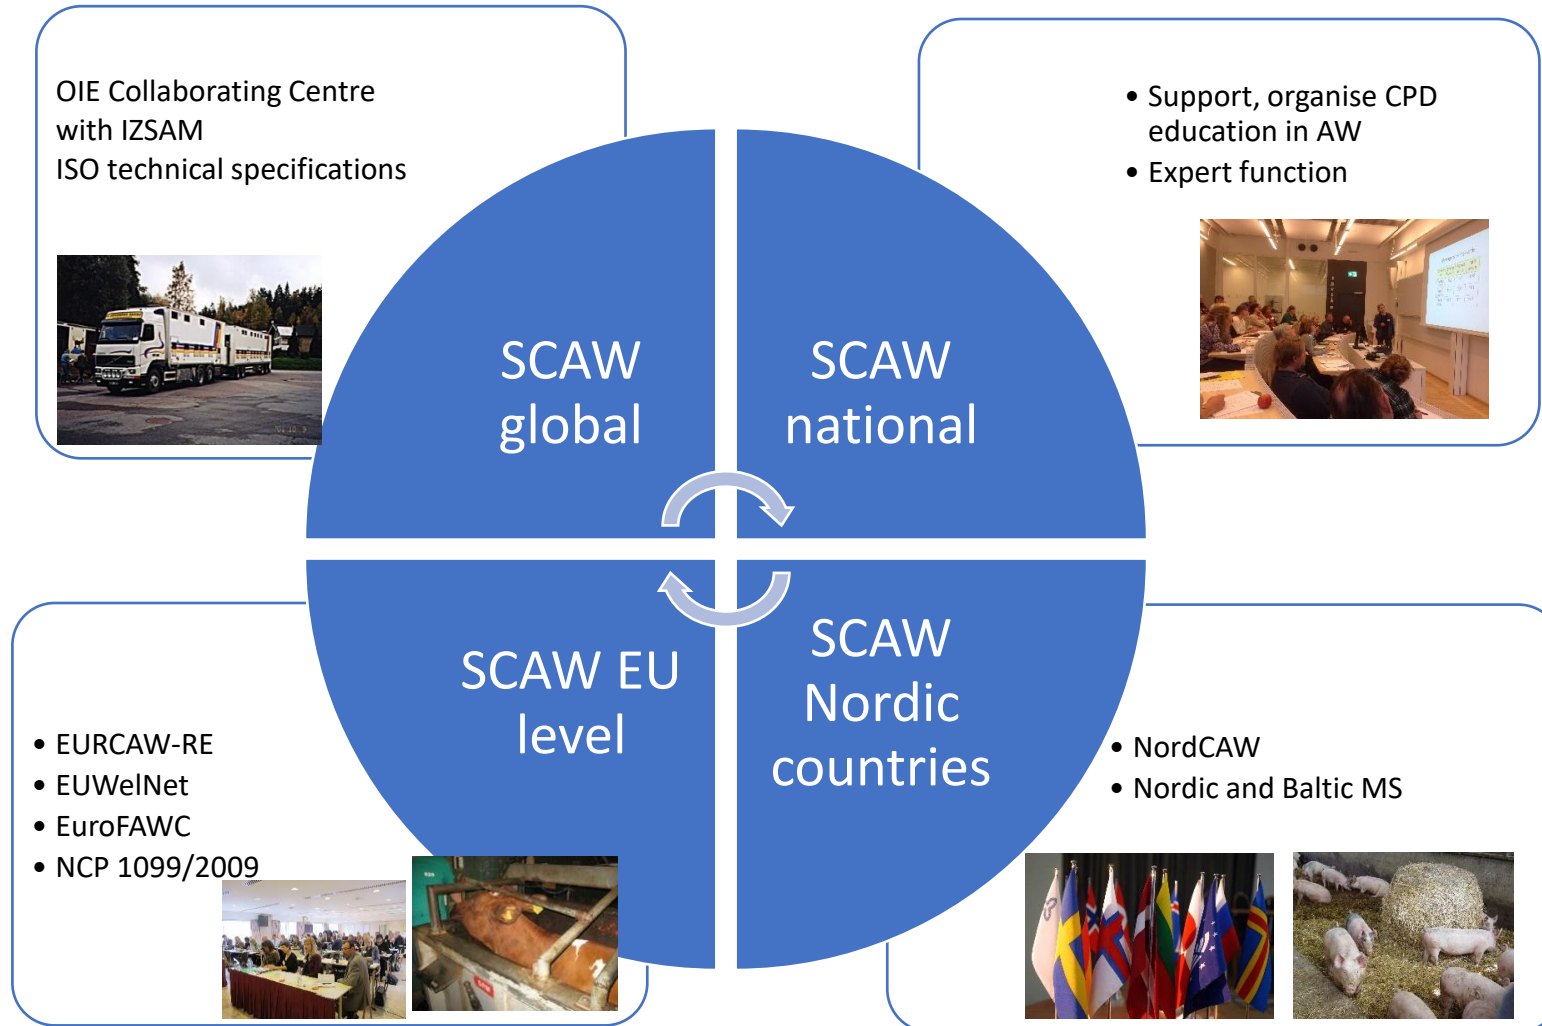 OIE Collaborating Centre
with IZSAM
ISO technical specifications
• Support, organise CPD
education in AW
• Expert function
SCAW
global
SCAW
national
SCAW EU
level
SCAW
Nordic
countries
• EURCAW-RE
• EUWelNet
• EuroFAWC
• NCP 1099/2009
• NordCAW
• Nordic and Baltic MS